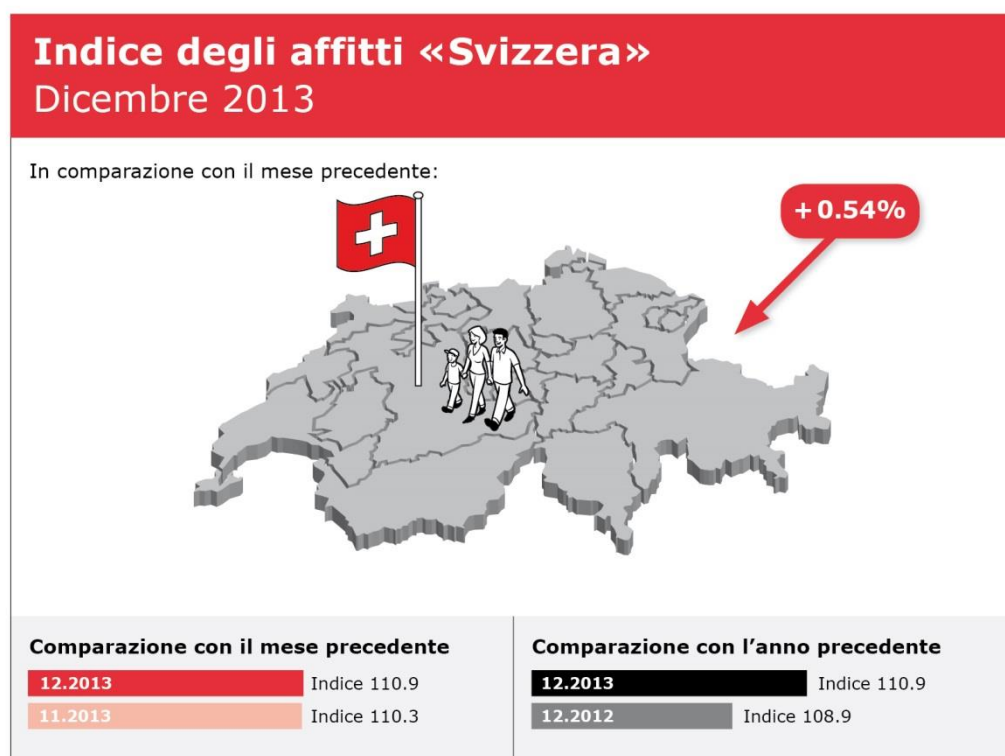 Indice degli affitti «Svizzera»
Dicembre 2013
In comparazione con il mese precedente:
+0.54%
Comparazione con il mese precedente
12.2013 Indice 110.9
11.2013 Indice 110.3
Comparazione con l’anno precedente
12.2013 Indice 110.9
12.2012 Indice 108.9